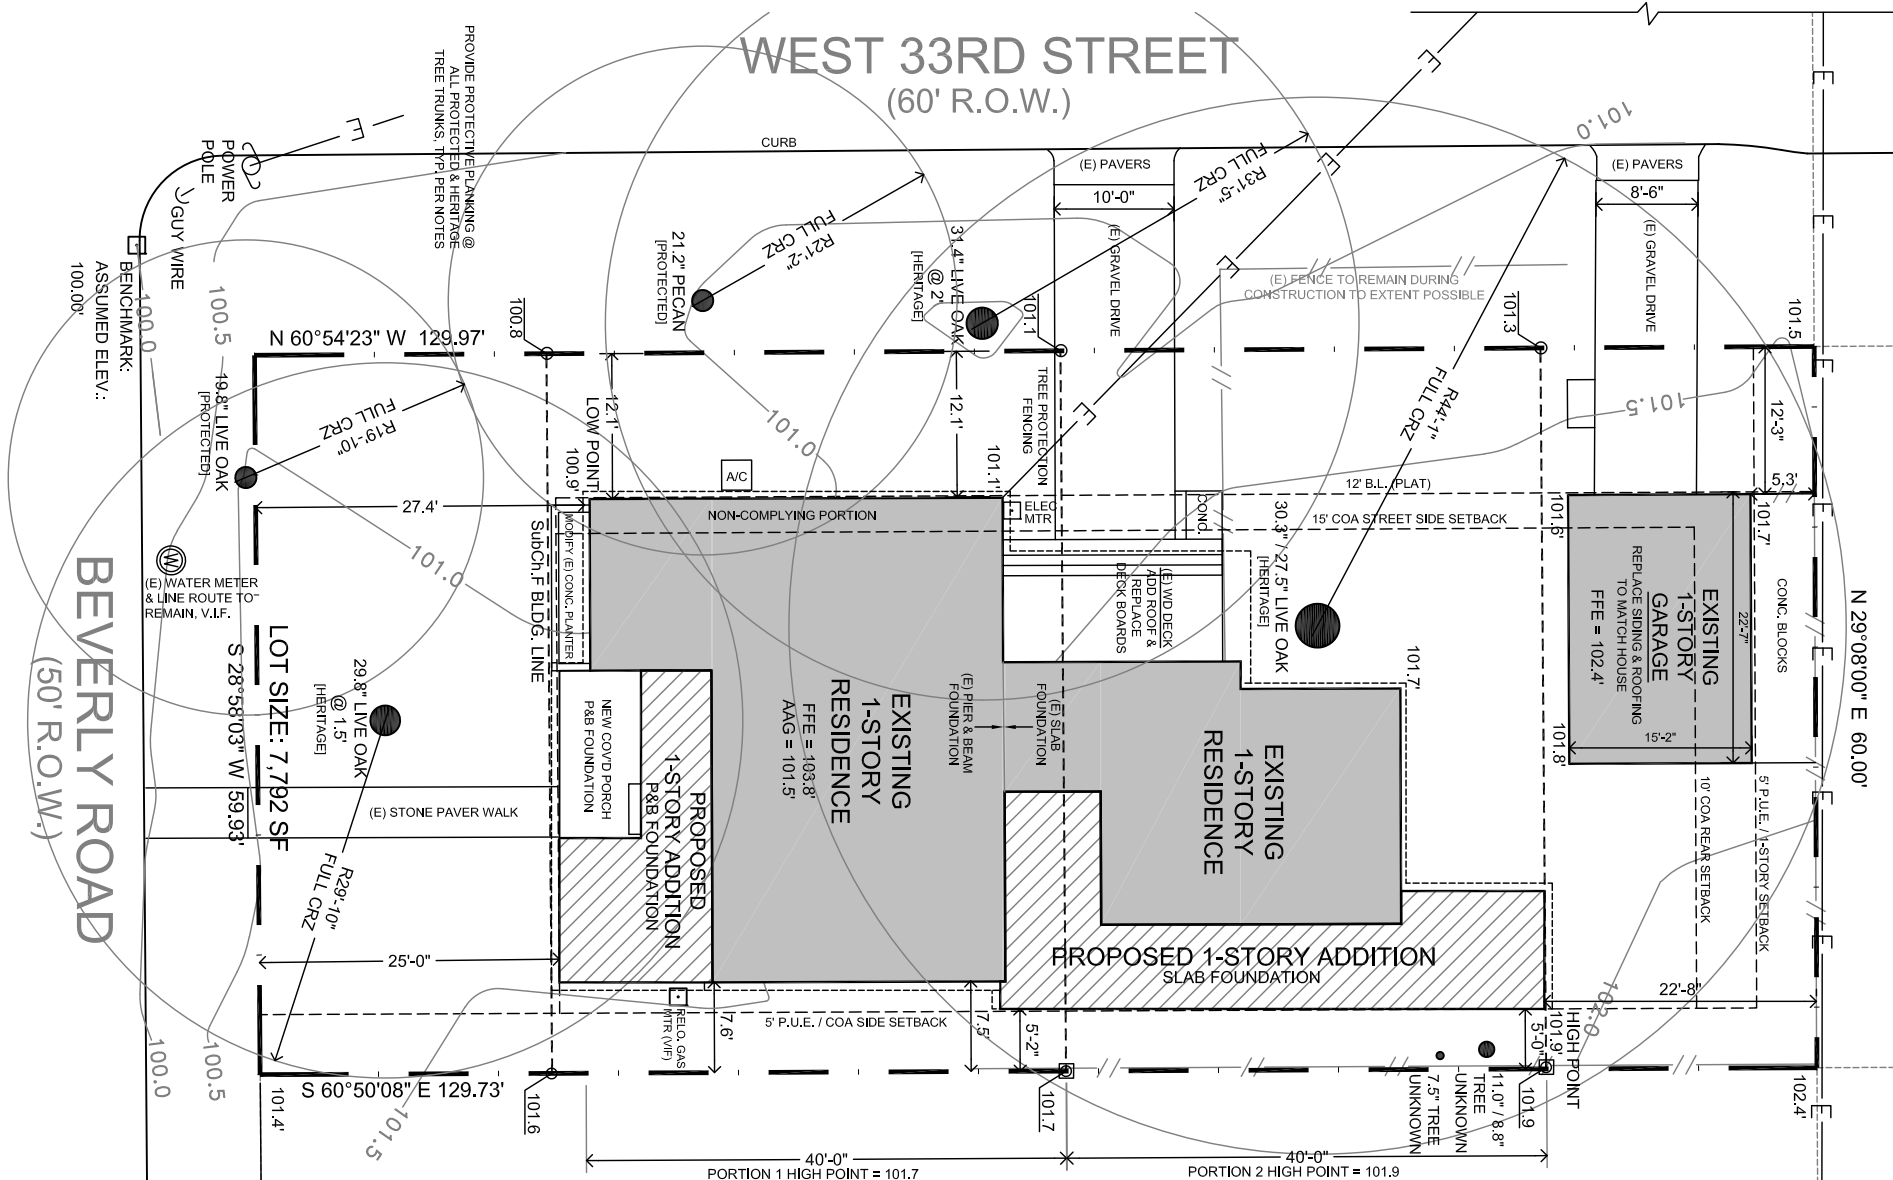 WEST 33RD STREET
(60' R.O.W.)
PROVIDE PROTECTIVE PLANKING @
ALL PROTECTED & HERITAGE
TREE TRUNKS, TYP. PER NOTES
E
E
E
E
E
E
E
E
E
E
E
E
CURB
POWER
POLE
GUY WIRE
BENCHMARK:
ASSUMED ELEV.:
100.00'
100.0
100.5
101.0
(E) PAVERS
10'-0"
(E) GRAVEL DRIVE
(E) PAVERS
8'-6"
(E) GRAVEL DRIVE
R21'-2"
FULL CRZ
21.2" PECAN
[PROTECTED]
R31'-5"
FULL CRZ
31.4" LIVE OAK
@ 2'
[HERITAGE]
(E) FENCE TO REMAIN DURING
CONSTRUCTION TO EXTENT POSSIBLE
100.8
101.1
101.3
101.5
N 60°54'23" W 129.97'
19.8" LIVE OAK
[PROTECTED]
R19'-10"
FULL CRZ
12.1'
LOW POINT
100.9'
A/C
101.0
12.1'
101.1'
TREE PROTECTION
FENCING
R44'-1"
FULL CRZ
101.5
12'-3"
5.3'
12' B.L. (PLAT)
15' COA STREET SIDE SETBACK
27.4'
SubCh.F BLDG. LINE
MODIFY (E) CONC. PLANTER
NON-COMPLYING PORTION
ELEC
MTR
CONC.
30.3" / 27.5" LIVE OAK
[HERITAGE]
101.6'
101.7'
101.0
W
(E) WATER METER
& LINE ROUTE TO
REMAIN, V.I.F.
BEVERLY ROAD
(50' R.O.W.)
S 28°58'03" W 59.93'
LOT SIZE: 7,792 SF
29.8" LIVE OAK
@ 1.5'
[HERITAGE]
(E) WD DECK
ADD ROOF &
REPLACE
DECK BOARDS
EXISTING
1-STORY
GARAGE
REPLACE SIDING & ROOFING
TO MATCH HOUSE
FFE = 102.4'
22'-7"
15'-2"
CONC. BLOCKS
N 29°08'00" E 60.00'
101.7'
101.8'
NEW COV'D PORCH
P&B FOUNDATION
PROPOSED
1-STORY ADDITION
P&B FOUNDATION
EXISTING
1-STORY
RESIDENCE
FFE = 103.8'
AAG = 101.5'
(E) PIER & BEAM
FOUNDATION
(E) SLAB
FOUNDATION
EXISTING
1-STORY
RESIDENCE
10' COA REAR SETBACK
5' P.U.E. / 1-STORY SETBACK
(E) STONE PAVER WALK
R29'-10"
FULL CRZ
25'-0"
PROPOSED 1-STORY ADDITION
SLAB FOUNDATION
22'-8"
102.0
RELO. GAS
MTR (VIF)
7.6'
5' P.U.E. / COA SIDE SETBACK
7.5'
5'-2"
5'-0"
HIGH POINT
101.9'
100.0
100.5
101.4'
S 60°50'08" E 129.73'
101.5
101.6
101.7
7.5" TREE
UNKNOWN
11.0" / 8.8"
TREE
UNKNOWN
101.9
102.4'
40'-0"
PORTION 1 HIGH POINT = 101.7
40'-0"
PORTION 2 HIGH POINT = 101.9